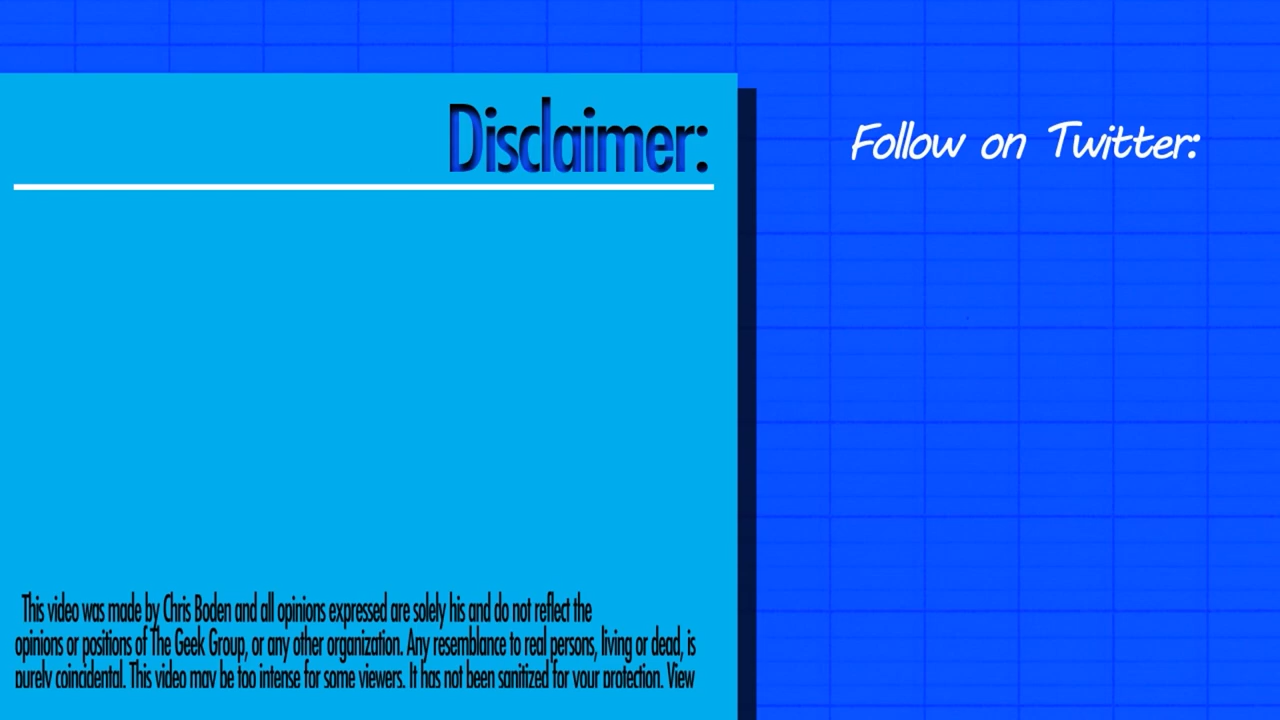 Disclaimer:
Follow on Twitter:
This video was made by Chris Boden and all opinions expressed are solely his and do not reflect the
opinions or positions of The Geek Group, or any other organization. Any resemblance to real persons, living or dead, is
purely coincidental. This video may be too intense for some viewers. It has not been sanitized for your protection. View